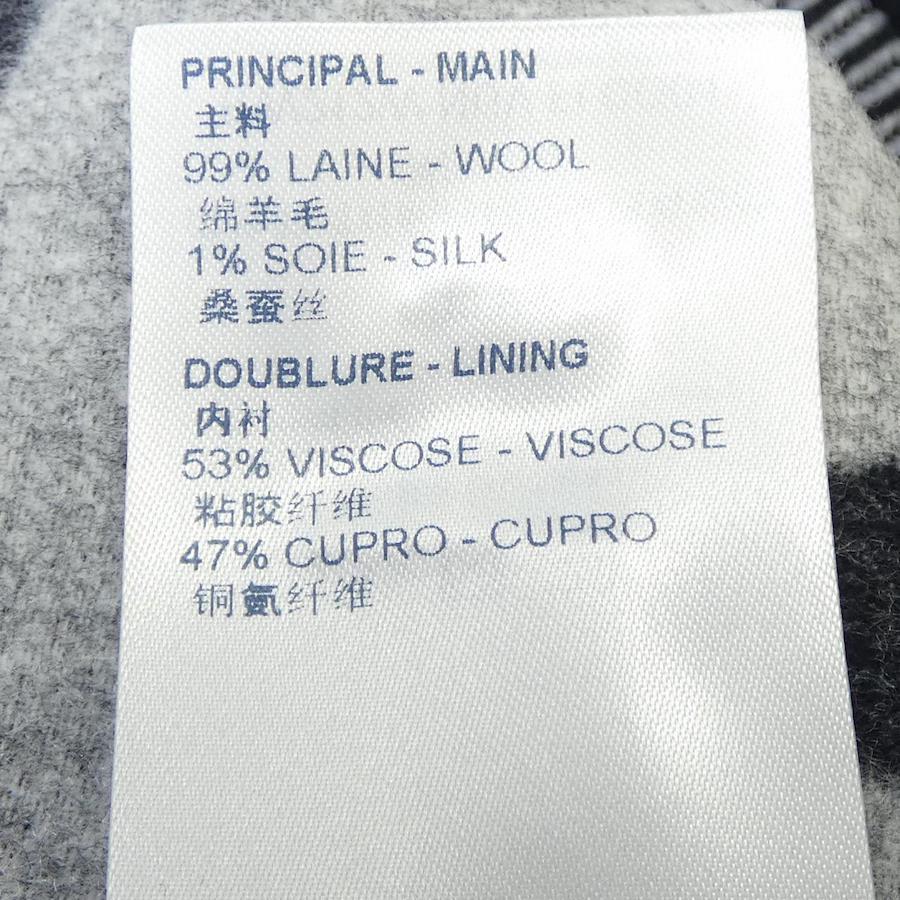 PRINCIPAL - MAIN
主料
99% LAINE - WOOL
绵羊毛
1% SOIE - SILK
桑蚕丝
DOUBLURE - LINING
内衬
53% VISCOSE - VISCOSE
粘胶纤维
47% CUPRO - CUPRO
铜氨纤维